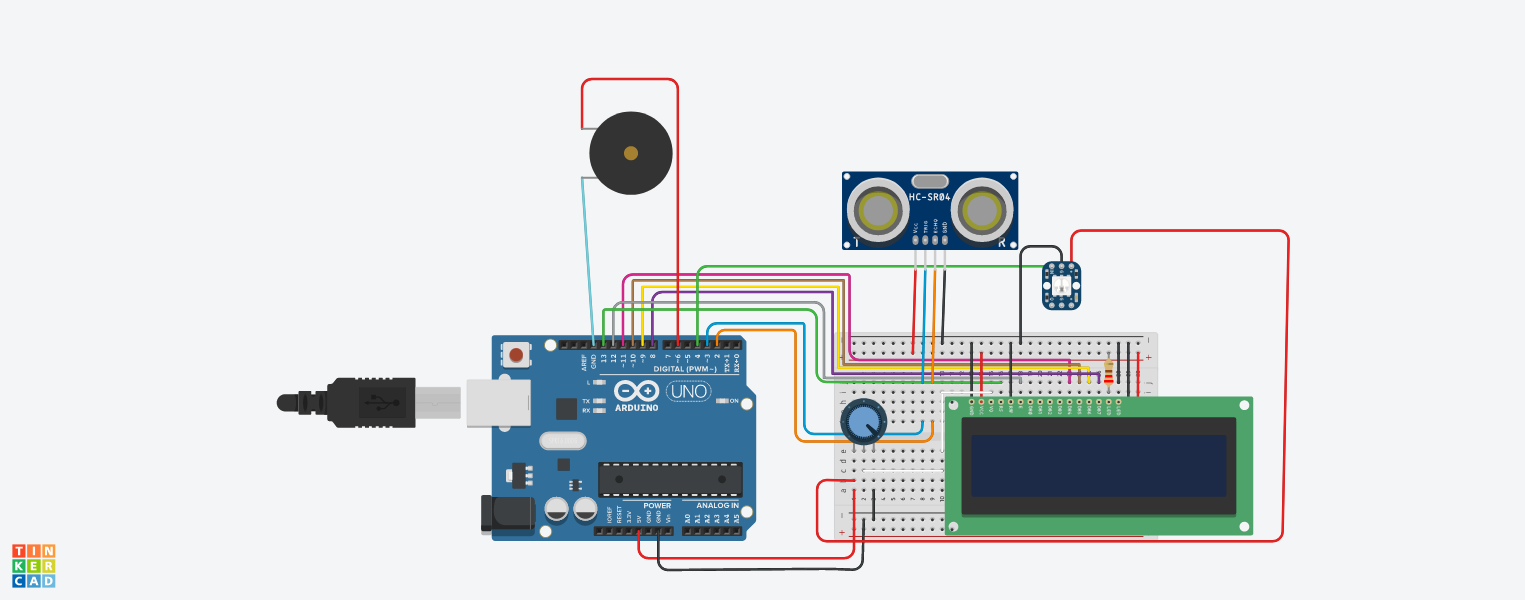 HC-SR04
VCC
TRIG
ECHO
GND
T
R
AREF
GND
13
12
~11
~10
~9
8
7
~6
~5
4
~3
2
TX→1
RX←0
DIGITAL (PWM~)
L
TX
RX
ARDUINO
UNO
ON
POWER
ANALOG IN
IOREF
RESET
3.3V
5V
GND
GND
Vin
A0
A1
A2
A3
A4
A5
TIN
KER
CAD